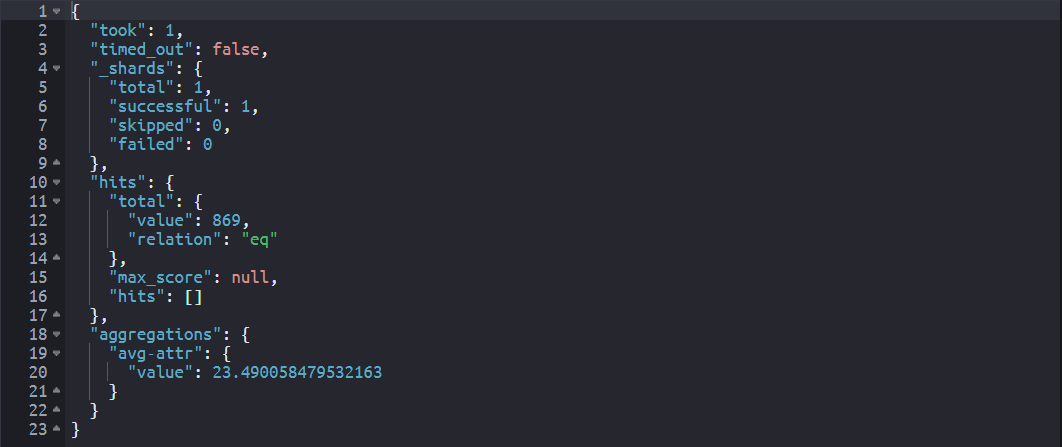 1 {
2 "took": 1,
3 "timed_out": false,
4 "_shards": {
5 "total": 1,
6 "successful": 1,
7 "skipped": 0,
8 "failed": 0
9 },
10 "hits": {
11 "total": {
12 "value": 869,
13 "relation": "eq"
14 },
15 "max_score": null,
16 "hits": []
17 },
18 "aggregations": {
19 "avg-attr": {
20 "value": 23.490058479532163
21 }
22 }
23 }